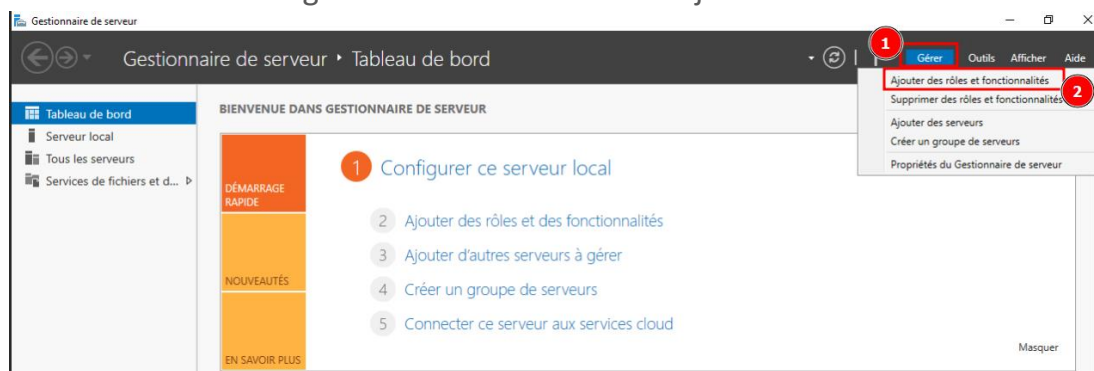 Gestionnaire de serveur
Gestionnaire de serveur • Tableau de bord
1
Gérer Outils Afficher Aide
Ajouter des rôles et fonctionnalités
2
Supprimer des rôles et fonctionnalités
Ajouter des serveurs
Créer un groupe de serveurs
Propriétés du Gestionnaire de serveur
Tableau de bord
Serveur local
Tous les serveurs
Services de fichiers et d...
BIENVENUE DANS GESTIONNAIRE DE SERVEUR
DÉMARRAGE
RAPIDE
NOUVEAUTÉS
EN SAVOIR PLUS
1 Configurer ce serveur local
2 Ajouter des rôles et des fonctionnalités
3 Ajouter d'autres serveurs à gérer
4 Créer un groupe de serveurs
5 Connecter ce serveur aux services cloud
Masquer